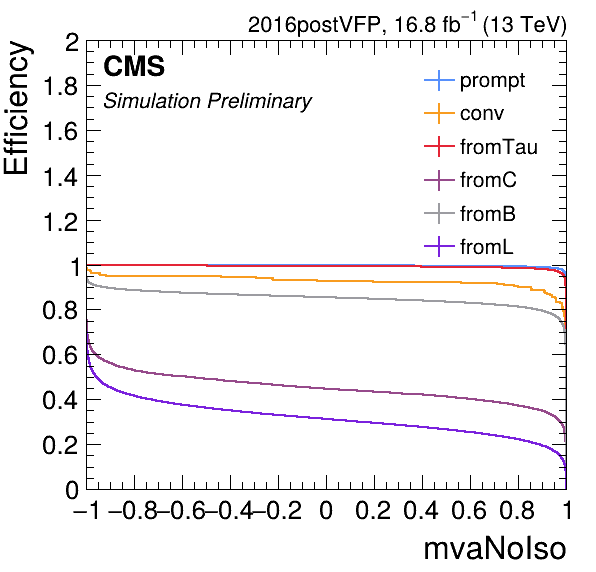 2016postVFP, 16.8 fb⁻¹ (13 TeV)
CMS
Simulation Preliminary
prompt
conv
fromTau
fromC
fromB
fromL
Efficiency
2
1.8
1.6
1.4
1.2
1
0.8
0.6
0.4
0.2
0
−1 −0.8 −0.6 −0.4 −0.2 0 0.2 0.4 0.6 0.8 1
mvaNoIso